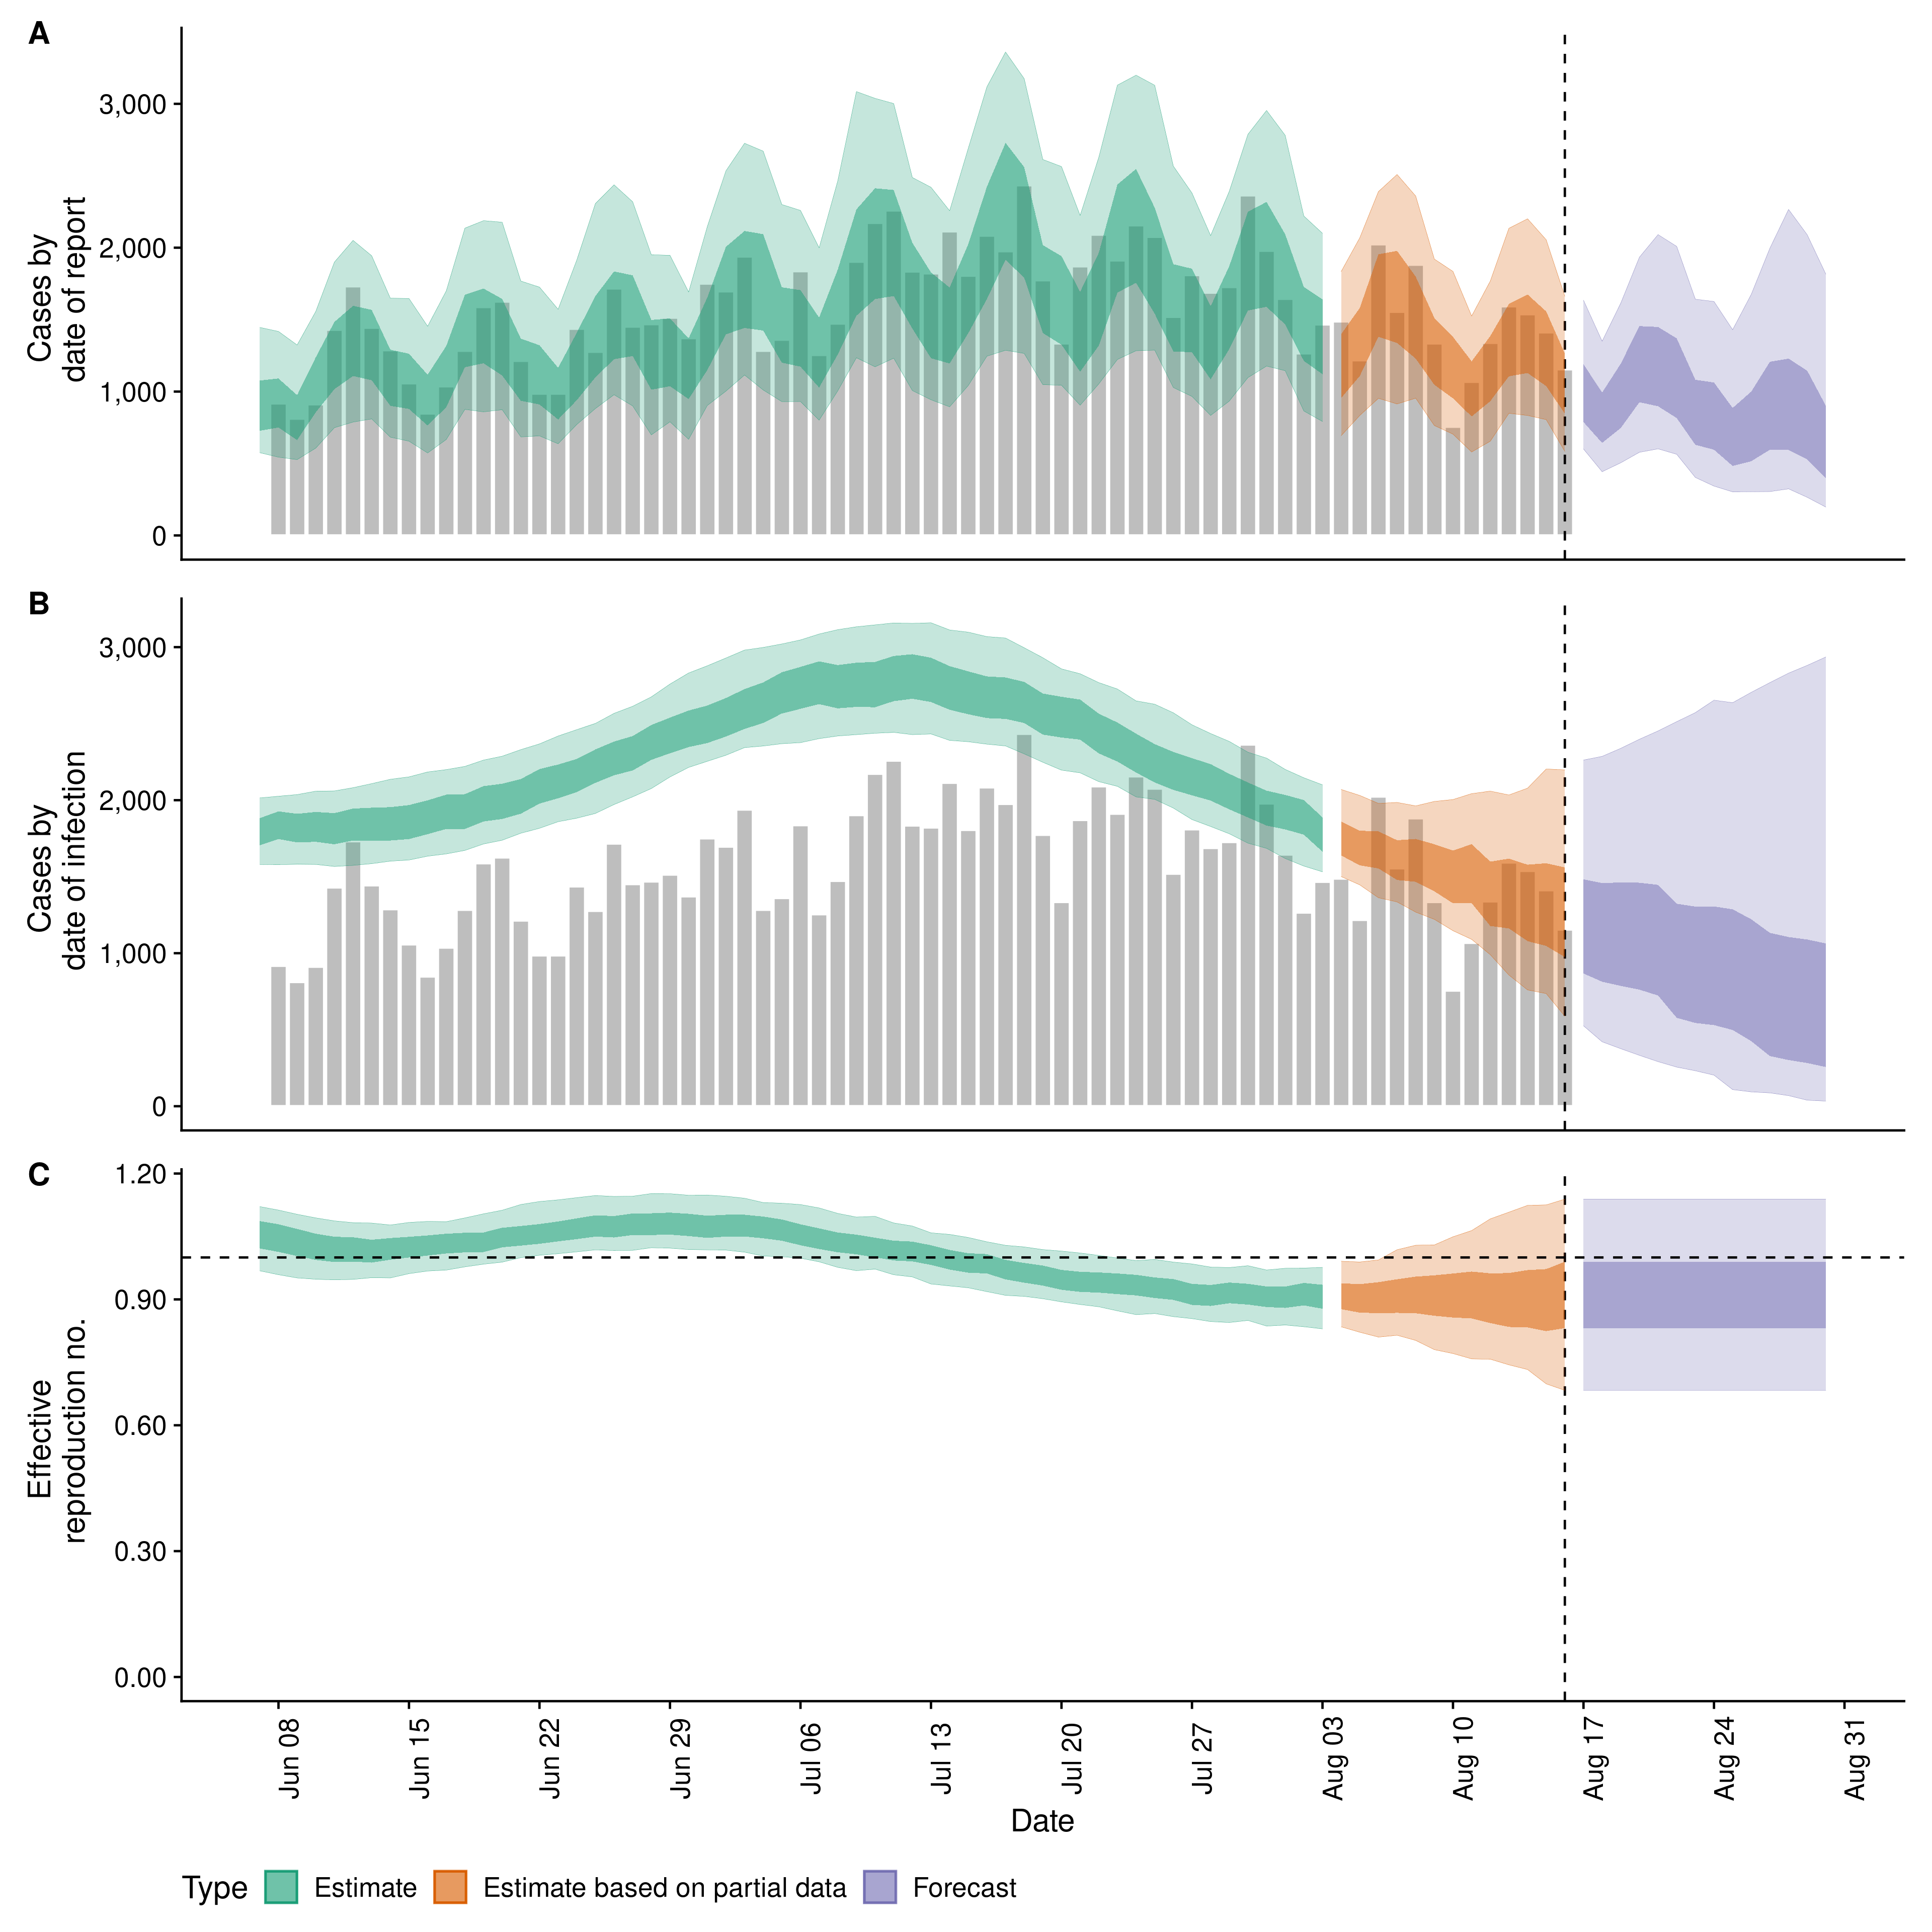 A
Cases by
date of report
3,000
2,000
1,000
0
B
Cases by
date of infection
3,000
2,000
1,000
0
C
Effective
reproduction no.
1.20
0.90
0.60
0.30
0.00
Jun 08
Jun 15
Jun 22
Jun 29
Jul 06
Jul 13
Jul 20
Jul 27
Aug 03
Aug 10
Aug 17
Aug 24
Aug 31
Date
Type Estimate Estimate based on partial data Forecast